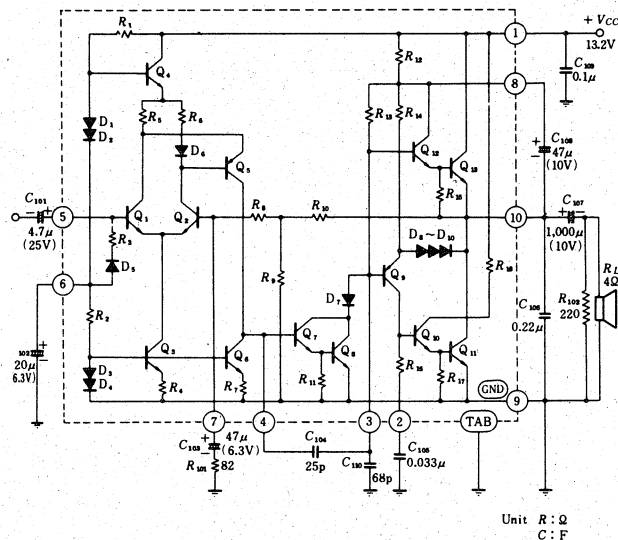 R1
1
+ VCC
13.2V
R12
C109
0.1μ
Q4
8
R13
R14
D1
D2
R5
R6
Q12
Q13
C108
47μ
(10V)
D6
Q5
R15
C101
4.7μ
(25V)
5
Q1
Q2
R8
R10
10
C107
1,000μ
(10V)
R3
D8~D10
RL
4Ω
D5
R18
6
R9
Q9
R102
220
D7
C106
0.22μ
R2
Q7
Q10
Q8
Q11
102
20μ
6.3V)
D3
D4
Q3
Q6
R4
R7
R11
R16
R17
GND
9
7
4
3
2
TAB
C103
47μ
(6.3V)
C104
25p
C105
0.033μ
R101
82
C110
68p
Unit R : Ω
C : F